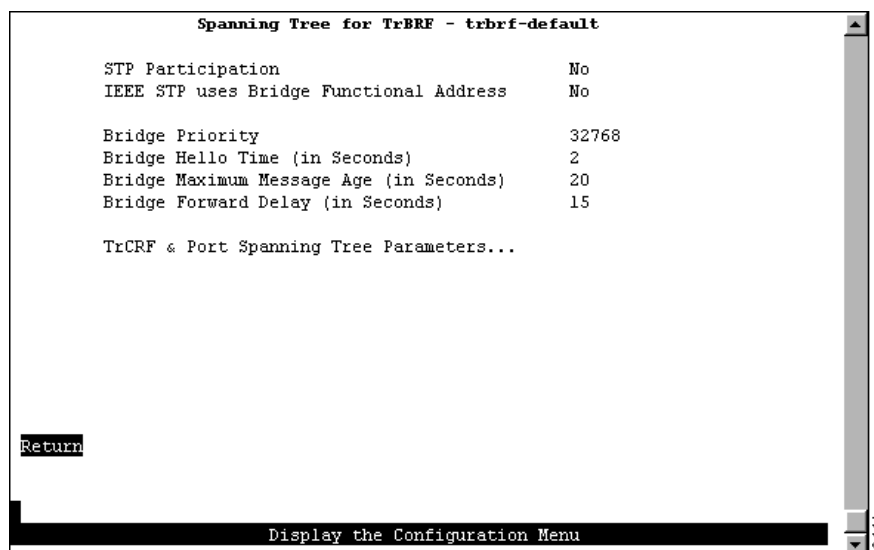 Spanning Tree for TrBRF - trbrf-default
STP Participation No
IEEE STP uses Bridge Functional Address No
Bridge Priority 32768
Bridge Hello Time (in Seconds) 2
Bridge Maximum Message Age (in Seconds) 20
Bridge Forward Delay (in Seconds) 15
TrCRF & Port Spanning Tree Parameters...
Return
Display the Configuration Menu